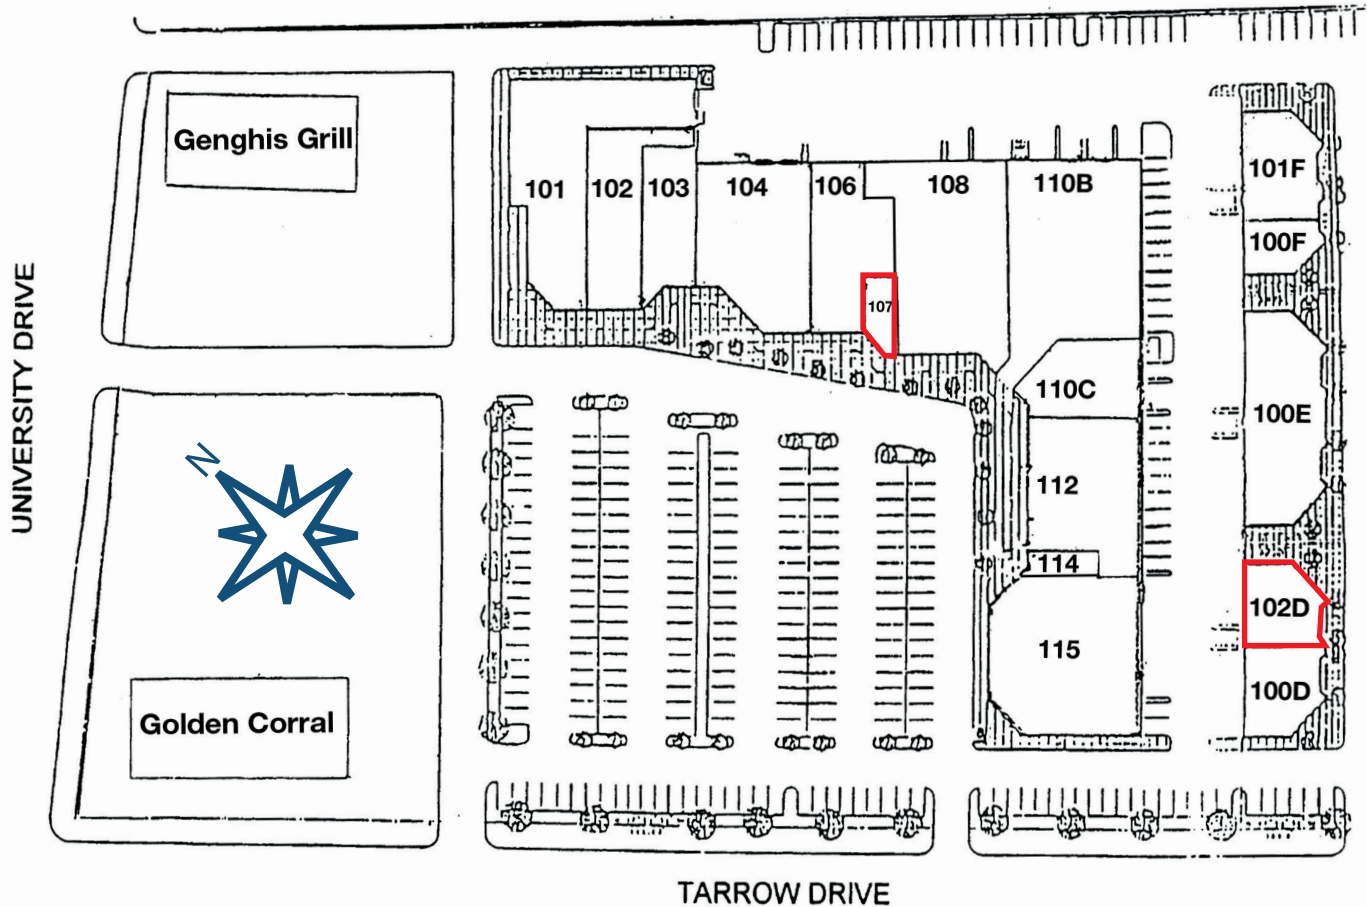 Genghis Grill
101
102
103
104
106
108
110B
101F
100F
107
110C
100E
UNIVERSITY DRIVE
N
112
114
102D
115
100D
Golden Corral
TARROW DRIVE